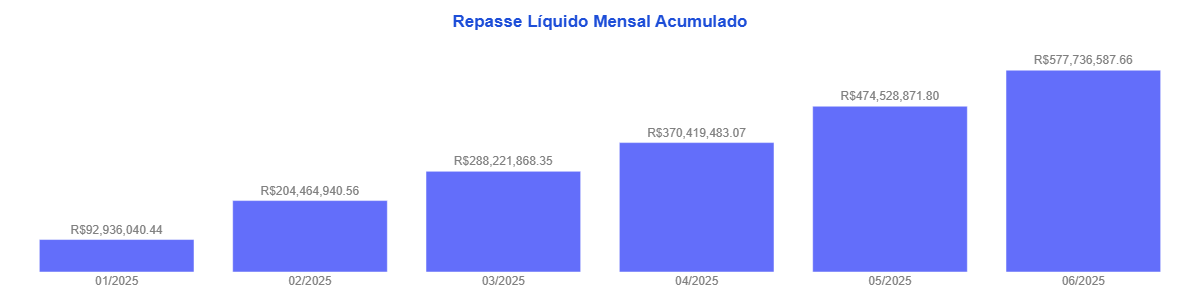 Repasse Líquido Mensal Acumulado
R$92,936,040.44
R$204,464,940.56
R$288,221,868.35
R$370,419,483.07
R$474,528,871.80
R$577,736,587.66
01/2025
02/2025
03/2025
04/2025
05/2025
06/2025